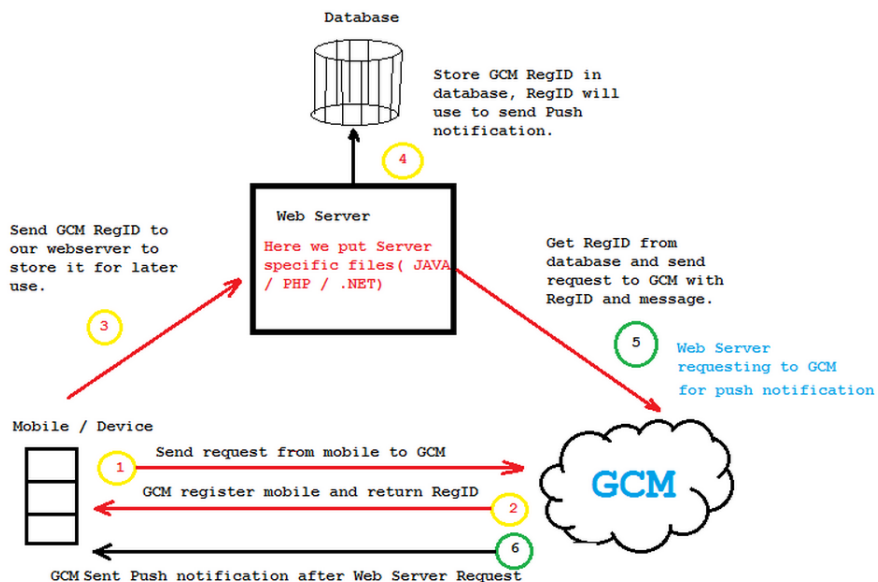 Database
Store GCM RegID in
database, RegID will
use to send Push
notification.
4
Web Server
Here we put Server
specific files( JAVA
/ PHP / .NET)
Send GCM RegID to
our webserver to
store it for later
use.
3
Get RegID from
database and send
request to GCM with
RegID and message.
5
Web Server
requesting to GCM
for push notification
Mobile / Device
1
Send request from mobile to GCM
GCM register mobile and return RegID
2
GCM
6
GCM Sent Push notification after Web Server Request